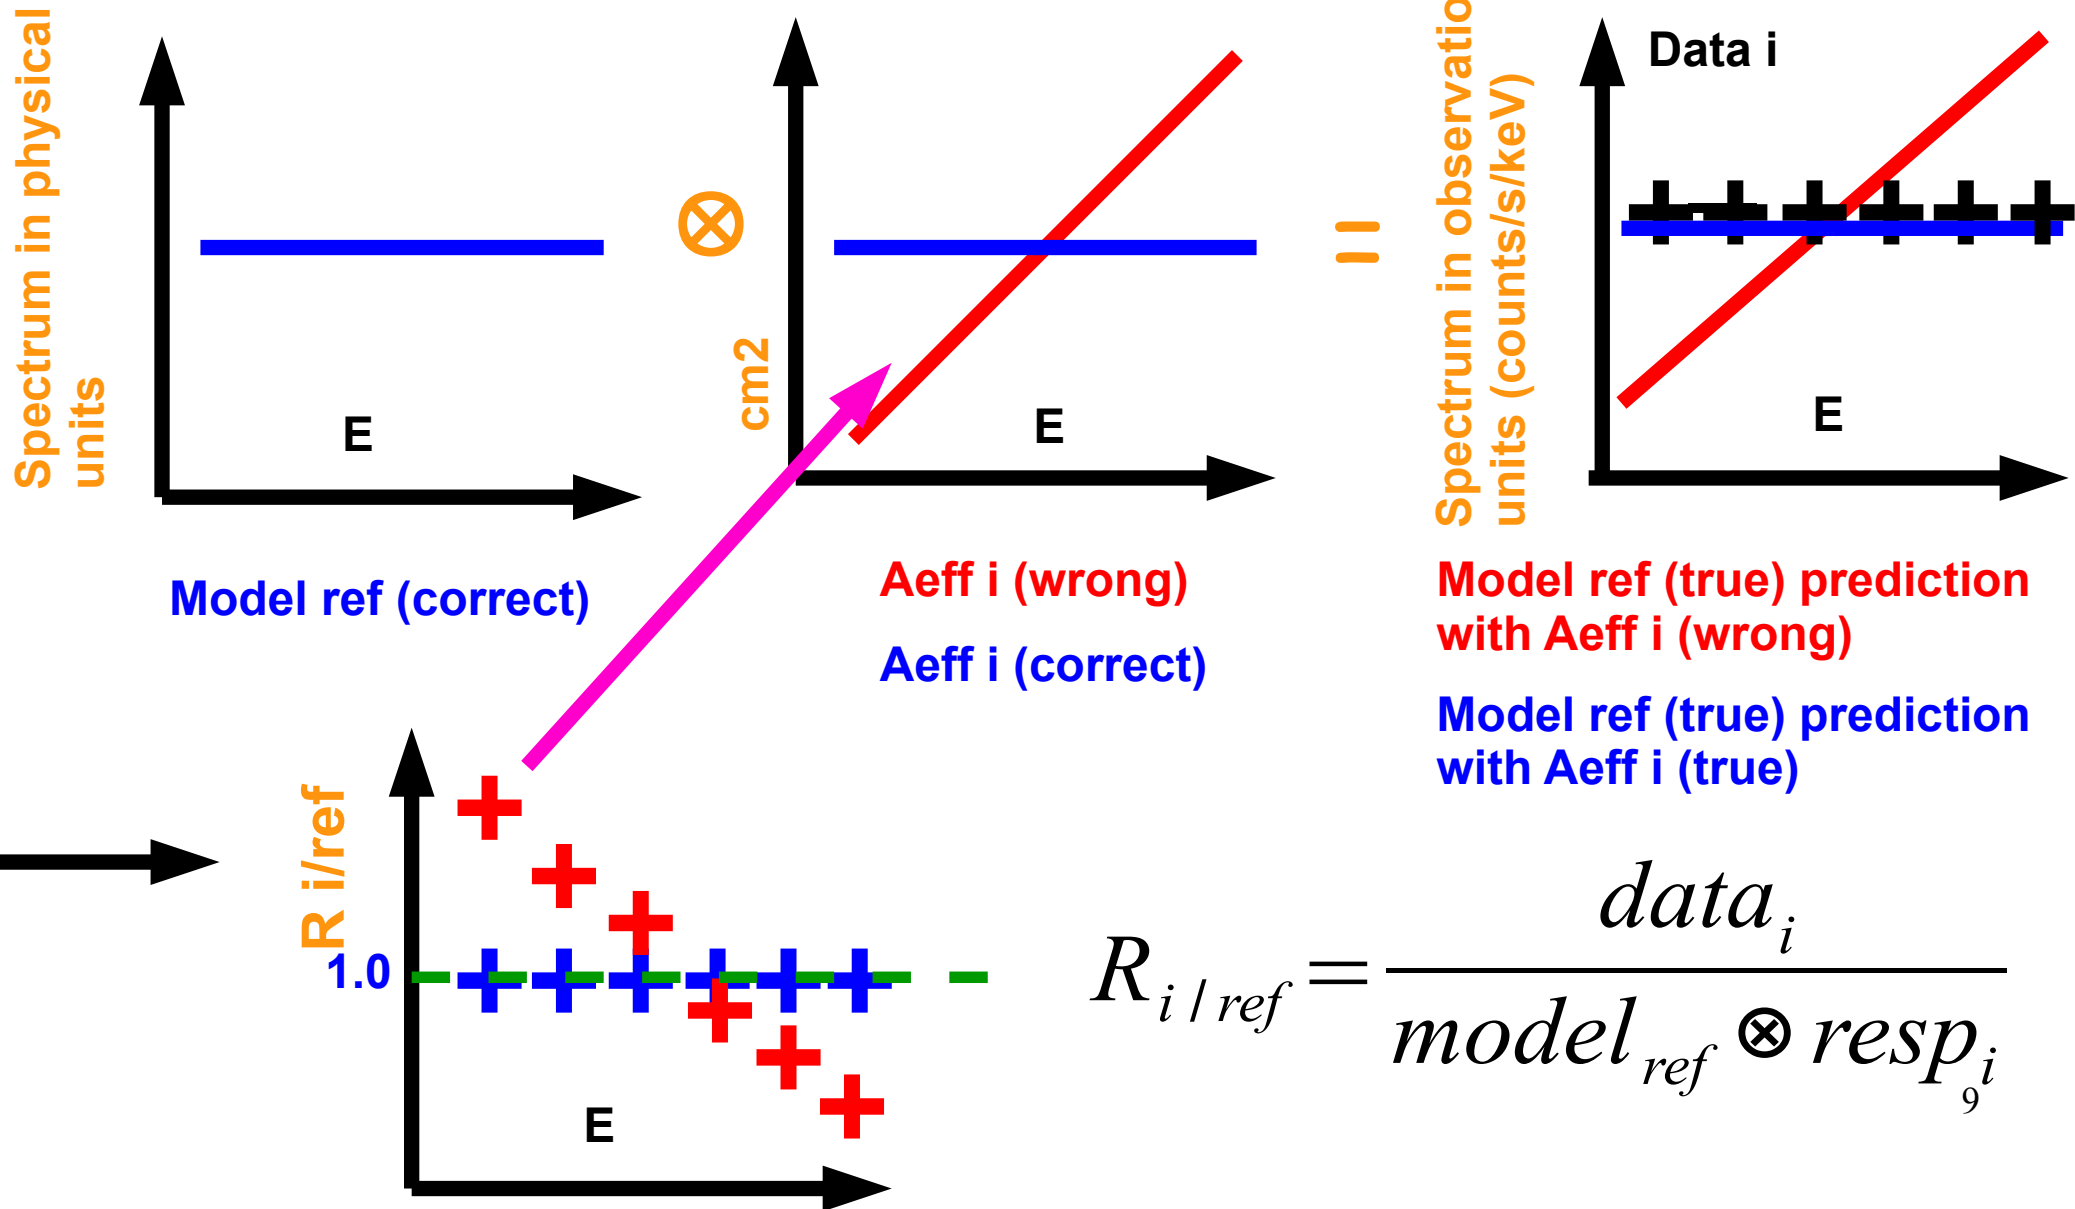 Spectrum in physical
units
E
Model ref (correct)
⊗
cm2
E
Aeff i (wrong)
Aeff i (correct)
=
Spectrum in observatio
units (counts/s/keV)
Data i
E
Model ref (true) prediction
with Aeff i (wrong)
Model ref (true) prediction
with Aeff i (true)
R i/ref
1.0
E
R i / ref = data i / model ref ⊗ resp i
9